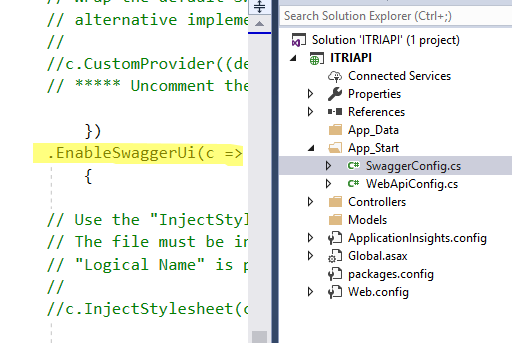 // Wrap the default Sw
// alternative impleme
//
//c.CustomProvider((de
// ***** Uncomment the
})
.EnableSwaggerUi(c =>
{
// Use the "InjectStyl
// The file must be in
// "Logical Name" is p
//
//c.InjectStylesheet(c
Search Solution Explorer (Ctrl+;)
Solution 'ITRIAPI' (1 project)
ITRIAPI
Connected Services
Properties
References
App_Data
App_Start
C# SwaggerConfig.cs
C# WebApiConfig.cs
Controllers
Models
ApplicationInsights.config
Global.asax
packages.config
Web.config